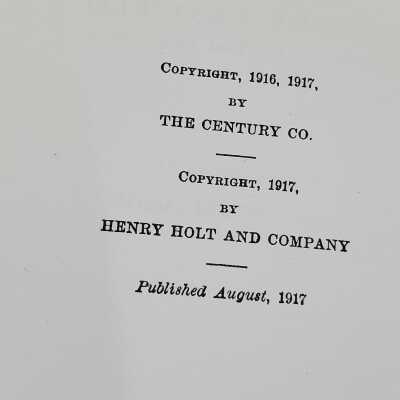 COPYRIGHT, 1916, 1917,
BY
THE CENTURY CO.
COPYRIGHT, 1917,
BY
HENRY HOLT AND COMPANY
Published August, 1917